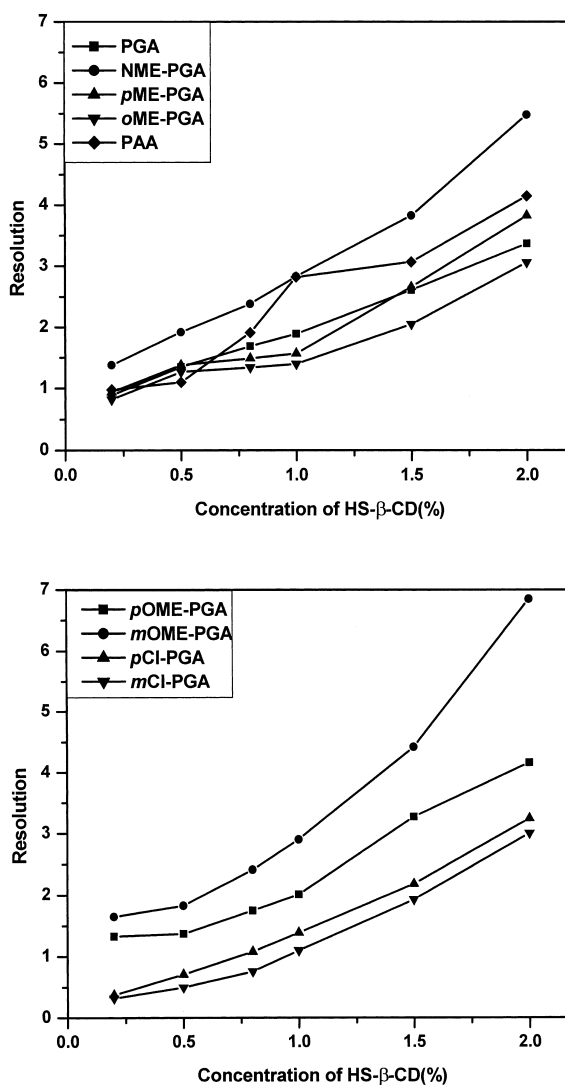 7
6
5
4
3
2
1
0
Resolution
PGA
NME-PGA
pME-PGA
oME-PGA
PAA
0.0 0.5 1.0 1.5 2.0
Concentration of HS-β-CD(%)
7
6
5
4
3
2
1
0
Resolution
pOME-PGA
mOME-PGA
pCl-PGA
mCl-PGA
0.0 0.5 1.0 1.5 2.0
Concentration of HS-β-CD(%)